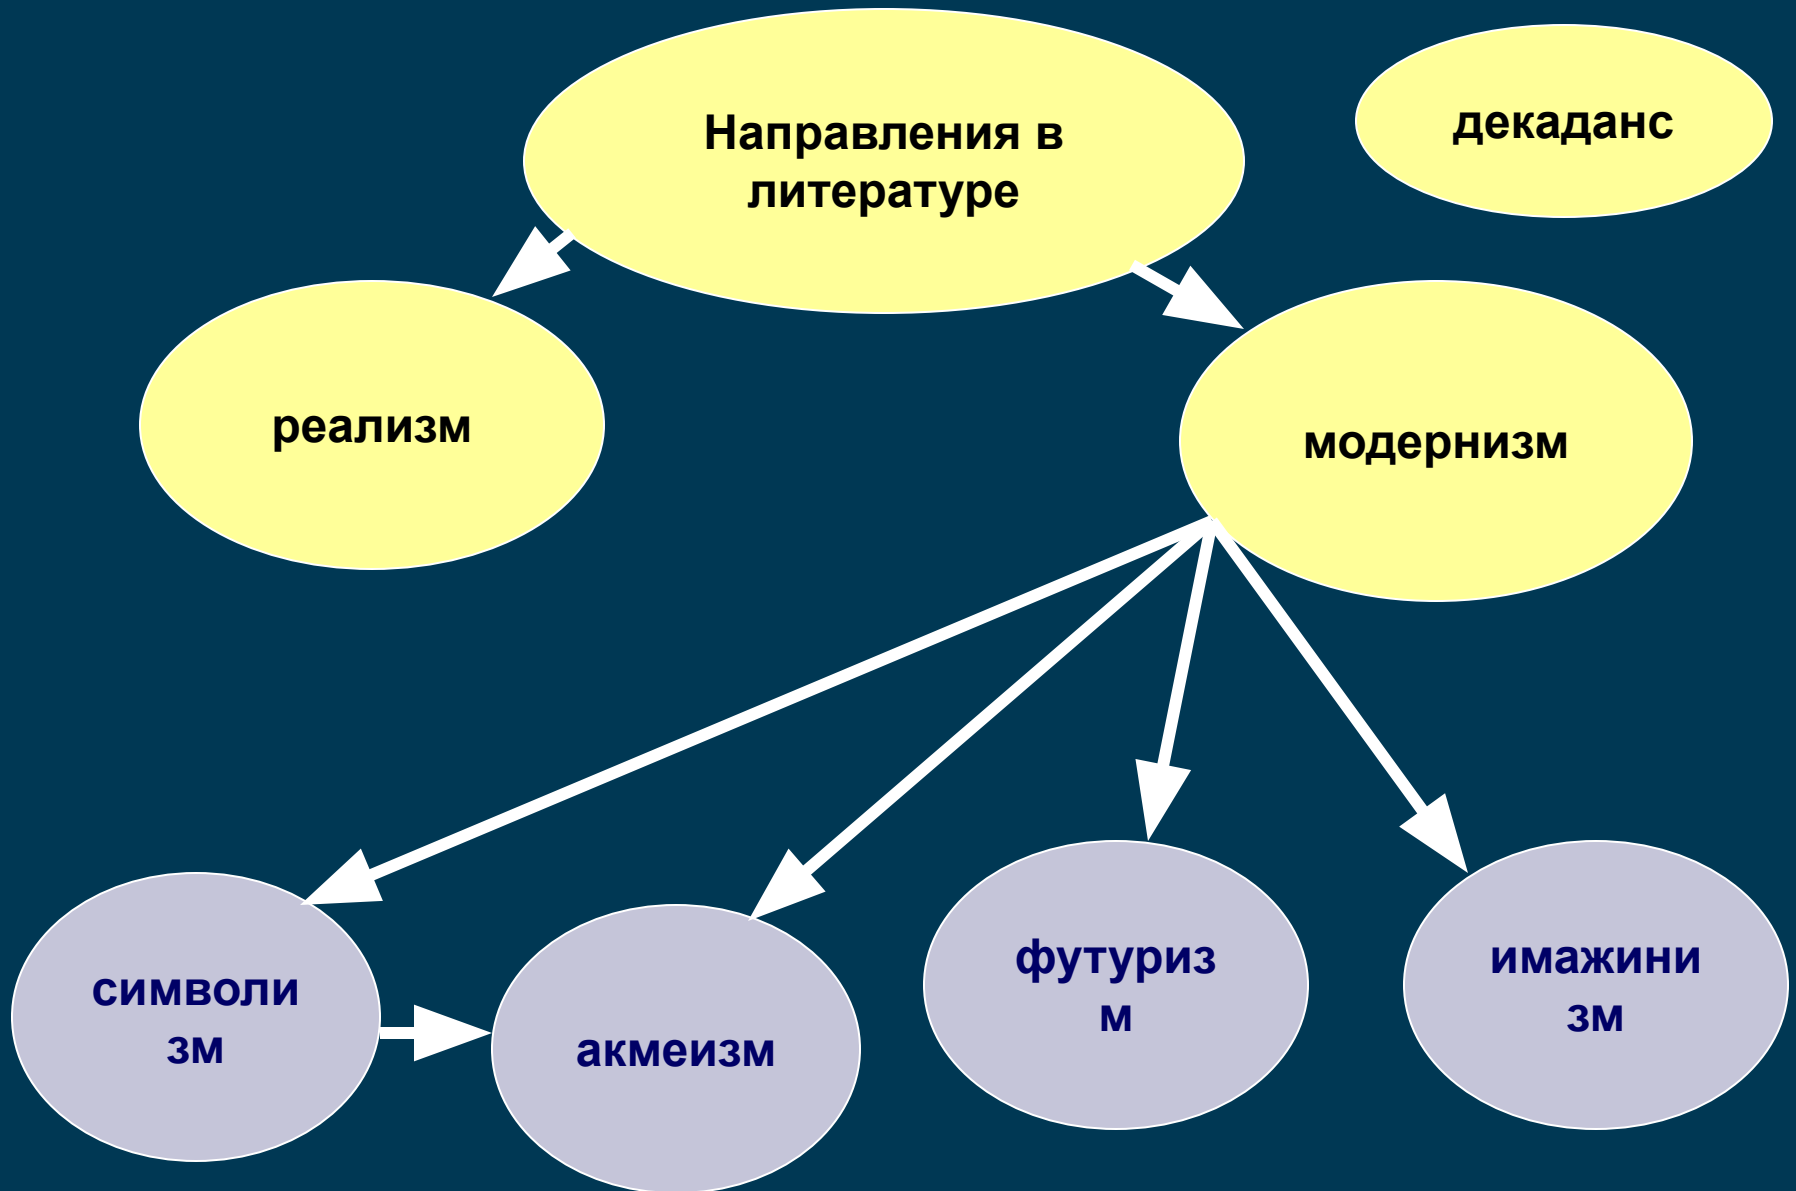 Направления в
литературе
декаданс
реализм
модернизм
символи
зм
акмеизм
футуриз
м
имажини
зм